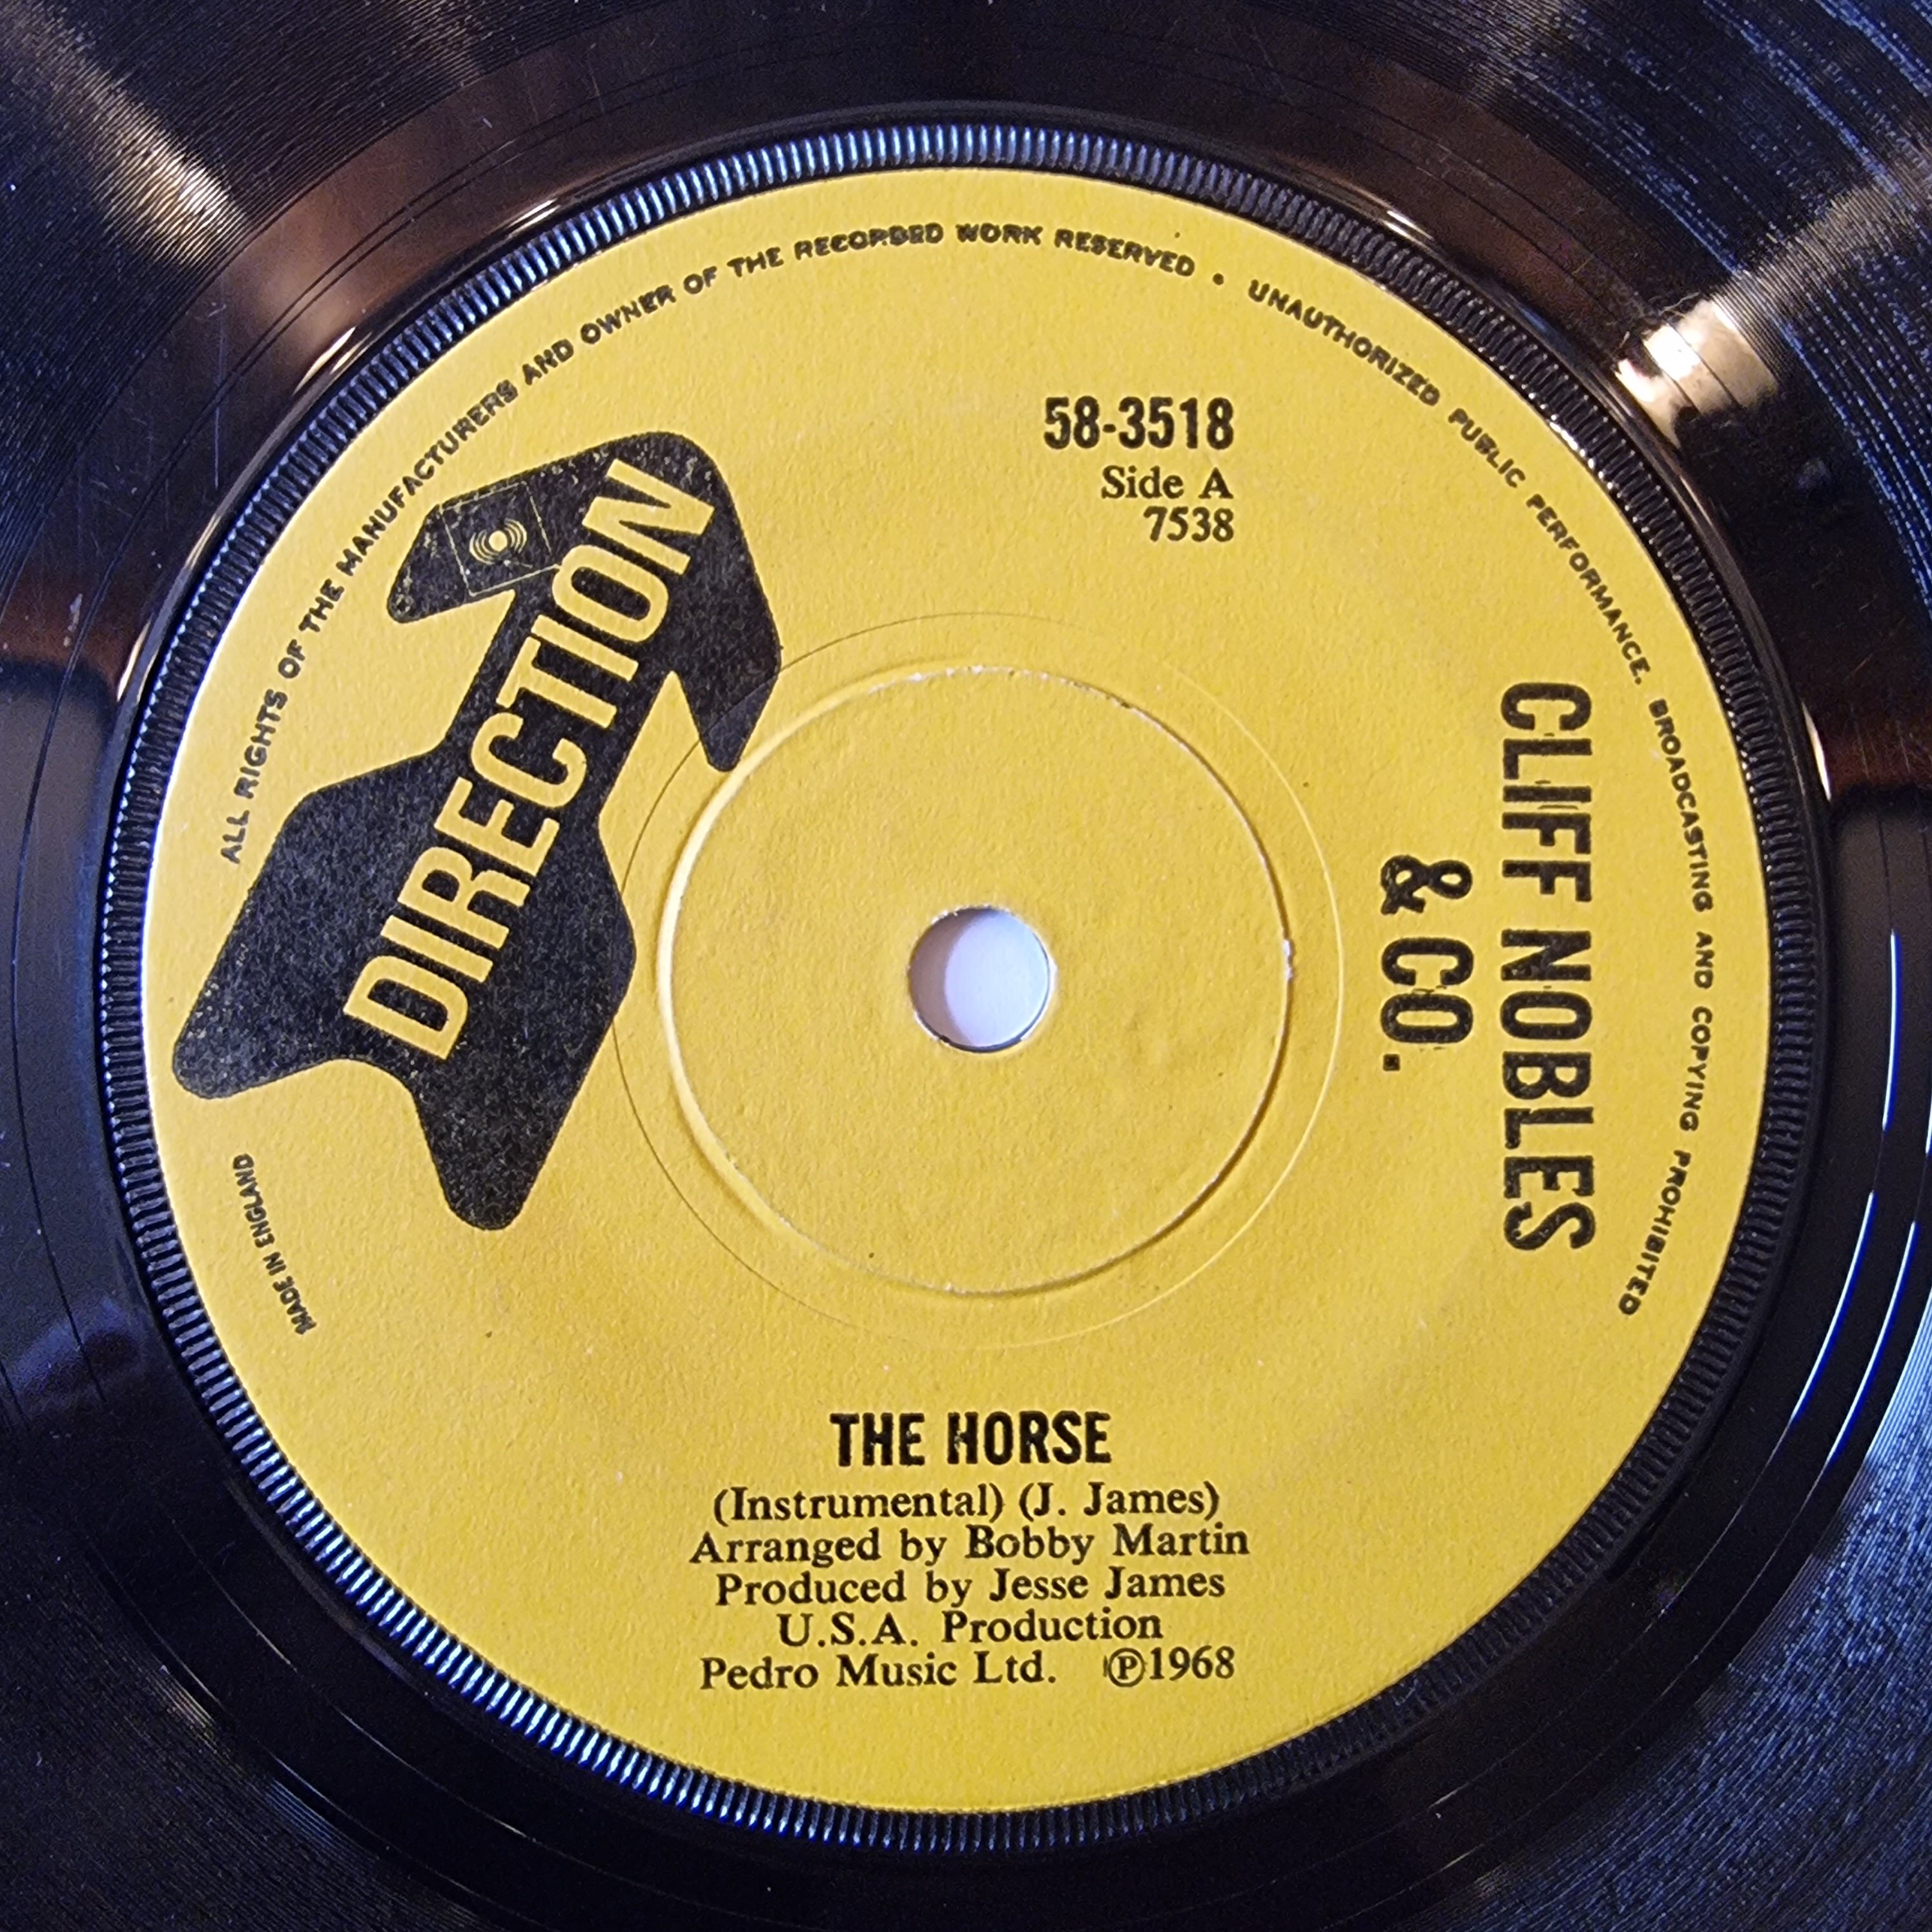 ALL RIGHTS OF THE MANUFACTURERS AND OWNER OF THE RECORDED WORK RESERVED • UNAUTHORIZED PUBLIC PERFORMANCE, BROADCASTING AND COPYING PROHIBITED
58-3518
Side A
7538
DIRECTION
CLIFF NOBLES
& CO.
MADE IN ENGLAND
THE HORSE
(Instrumental) (J. James)
Arranged by Bobby Martin
Produced by Jesse James
U.S.A. Production
Pedro Music Ltd. ℗1968